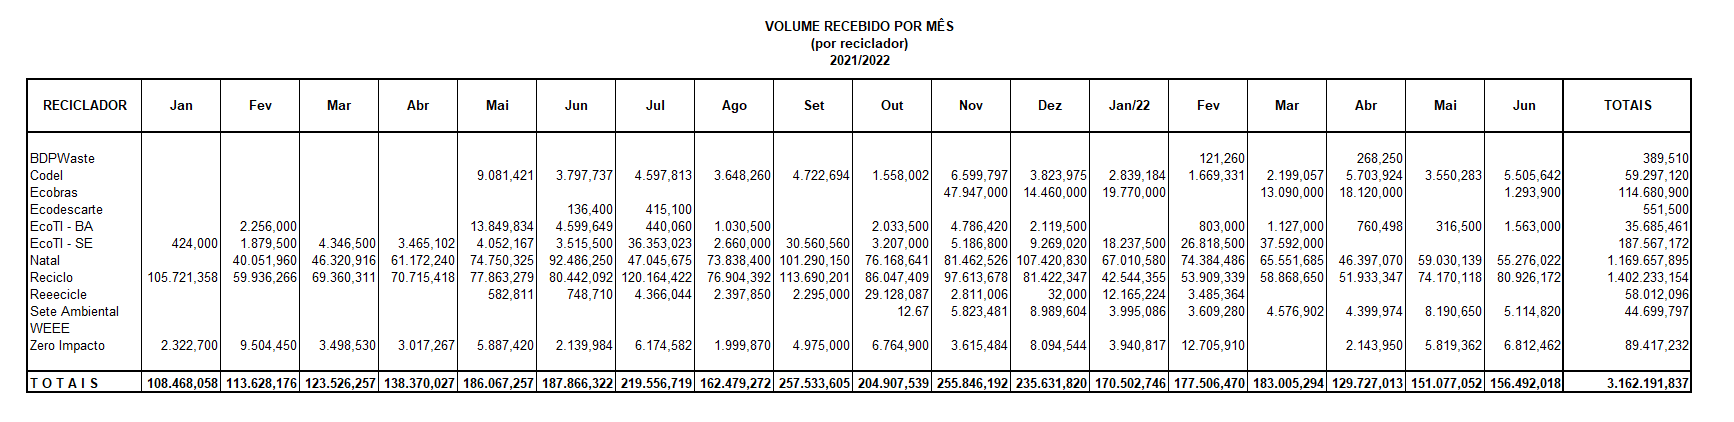 VOLUME RECEBIDO POR MÊS
(por reciclador)
2021/2022
RECICLADOR Jan Fev Mar Abr Mai Jun Jul Ago Set Out Nov Dez Jan/22 Fev Mar Abr Mai Jun TOTAIS
BDPWaste 121,260 268,250 389,510
Codel 9.081,421 3.797,737 4.597,813 3.648,260 4.722,694 1.558,002 6.599,797 3.823,975 2.839,184 1.669,331 2.199,057 5.703,924 3.550,283 5.505,642 59.297,120
Ecobras 47.947,000 14.460,000 19.770,000 13.090,000 18.120,000 1.293,900 114.680,900
Ecodescarte 136,400 415,100 551,500
EcoTI - BA 2.256,000 13.849,834 4.599,649 440,060 1.030,500 2.033,500 4.786,420 2.119,500 803,000 1.127,000 760,498 316,500 1.563,000 35.685,461
EcoTI - SE 424,000 1.879,500 4.346,500 3.465,102 4.052,167 3.515,500 36.353,023 2.660,000 30.560,560 3.207,000 5.186,800 9.269,020 18.237,500 26.818,500 37.592,000 187.567,172
Natal 40.051,960 46.320,916 61.172,240 74.750,325 92.486,250 47.045,675 73.838,400 101.290,150 76.168,641 81.462,526 107.420,830 67.010,580 74.384,486 65.551,685 46.397,070 59.030,139 55.276,022 1.169.657,895
Reciclo 105.721,358 59.936,266 69.360,311 70.715,418 77.863,279 80.442,092 120.164,422 76.904,392 113.690,201 86.047,409 97.613,678 81.422,347 42.544,355 53.909,339 58.868,650 51.933,347 74.170,118 80.926,172 1.402.233,154
Reeecicle 582,811 748,710 4.366,044 2.397,850 2.295,000 29.128,087 2.811,006 32,000 12.165,224 3.485,364 58.012,096
Sete Ambiental 12.67 5.823,481 8.989,604 3.995,086 3.609,280 4.576,902 4.399,974 8.190,650 5.114,820 44.699,797
WEEE
Zero Impacto 2.322,700 9.504,450 3.498,530 3.017,267 5.887,420 2.139,984 6.174,582 1.999,870 4.975,000 6.764,900 3.615,484 8.094,544 3.940,817 12.705,910 2.143,950 5.819,362 6.812,462 89.417,232
T O T A I S 108.468,058 113.628,176 123.526,257 138.370,027 186.067,257 187.866,322 219.556,719 162.479,272 257.533,605 204.907,539 255.846,192 235.631,820 170.502,746 177.506,470 183.005,294 129.727,013 151.077,052 156.492,018 3.162.191,837